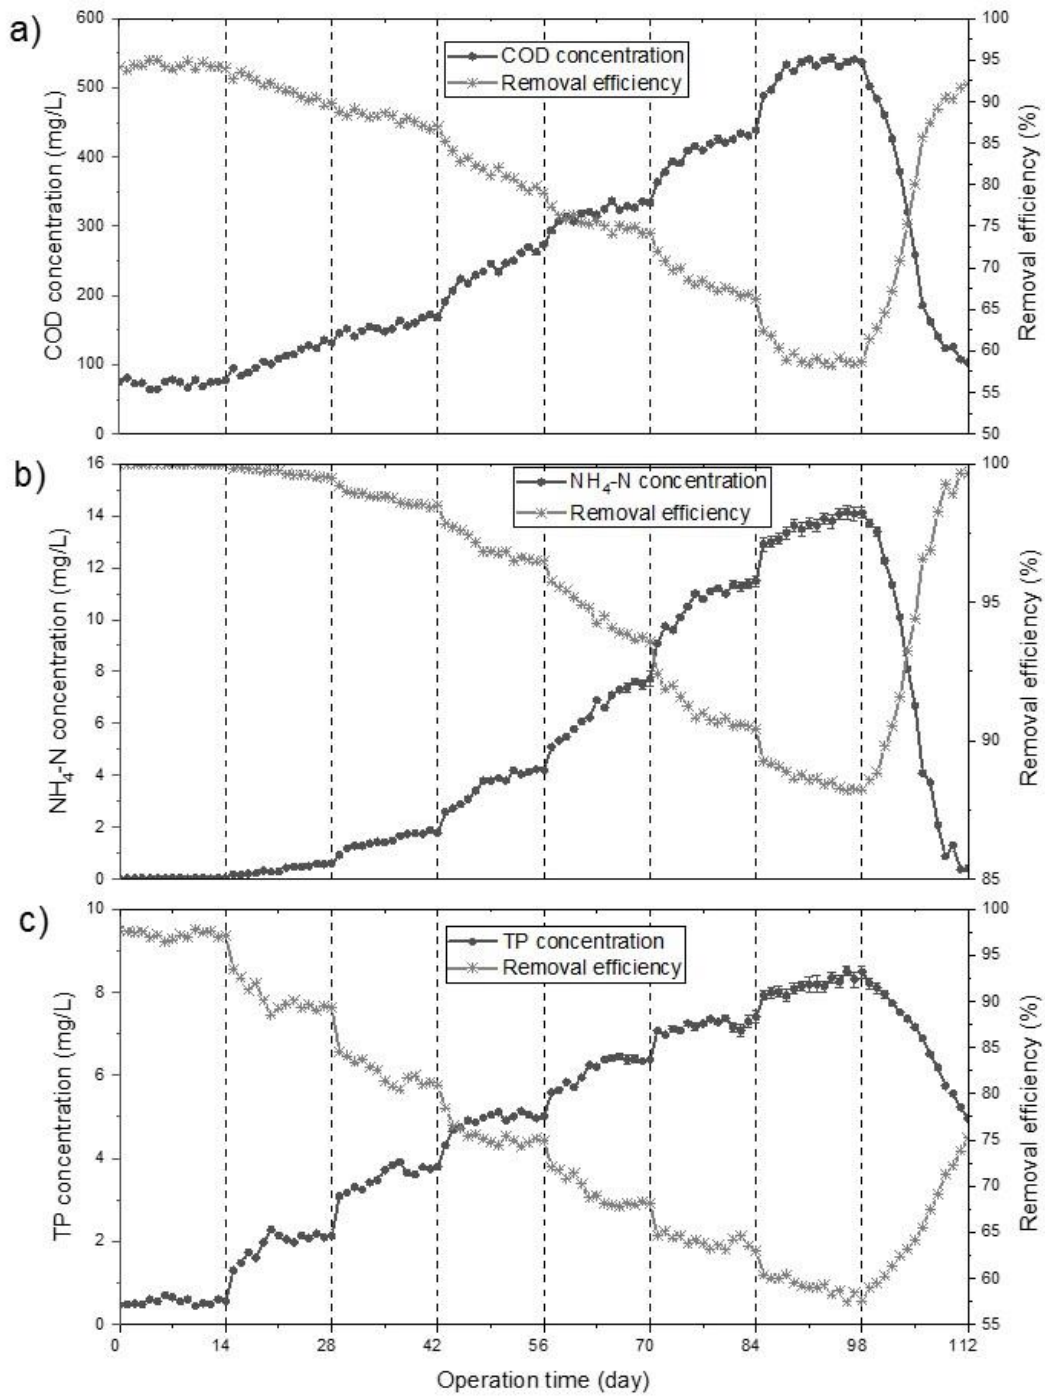 a)
COD concentration (mg/L)
600
500
400
300
200
100
0
COD concentration
Removal efficiency
100
95
90
85
80
75
70
65
60
55
50
Removal efficiency (%)
b)
NH4-N concentration (mg/L)
16
14
12
10
8
6
4
2
0
NH4-N concentration
Removal efficiency
100
95
90
85
Removal efficiency (%)
c)
TP concentration (mg/L)
10
8
6
4
2
0
TP concentration
Removal efficiency
100
95
90
85
80
75
70
65
60
55
Removal efficiency (%)
0 14 28 42 56 70 84 98 112
Operation time (day)